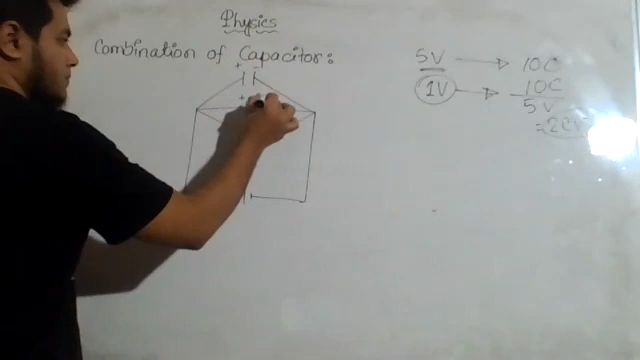 Physics
Combination of Capacitor:
+ -
+
5V → 10C
1V → 10C
5V